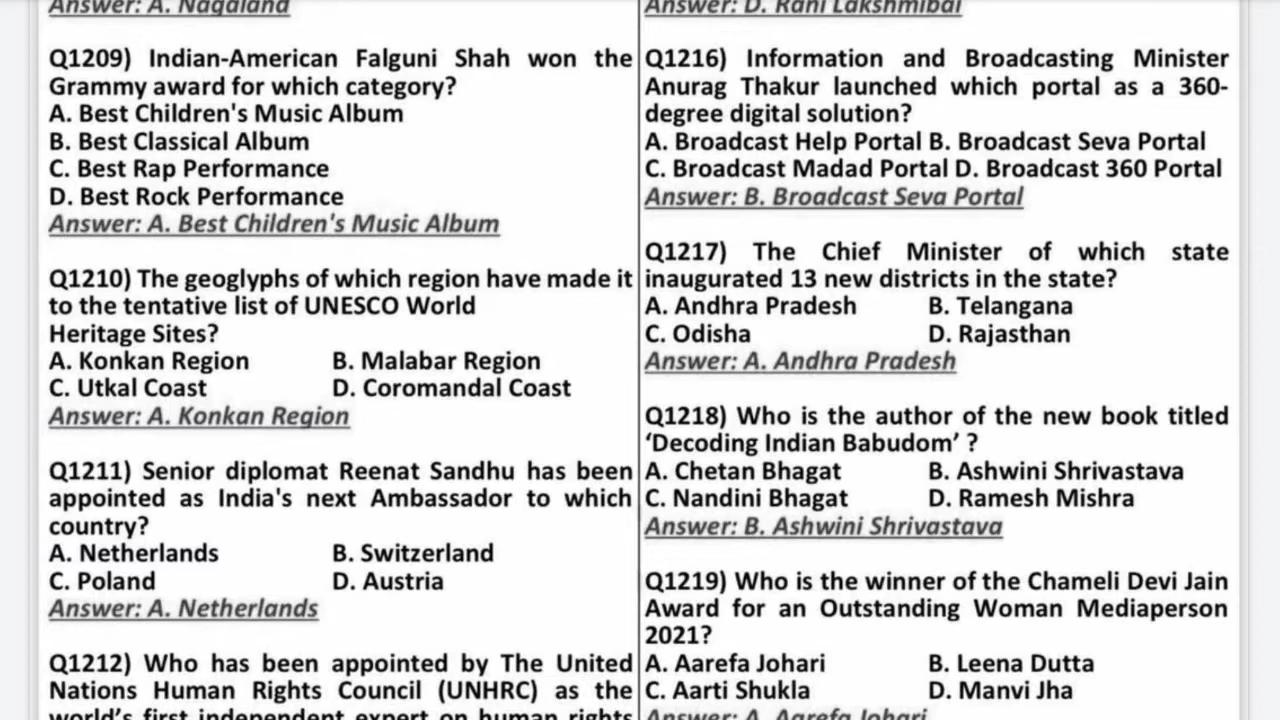 Answer: A. Nagaland
Q1209) Indian-American Falguni Shah won the
Grammy award for which category?
A. Best Children's Music Album
B. Best Classical Album
C. Best Rap Performance
D. Best Rock Performance
Answer: A. Best Children's Music Album
Q1210) The geoglyphs of which region have made it
to the tentative list of UNESCO World
Heritage Sites?
A. Konkan Region B. Malabar Region
C. Utkal Coast D. Coromandal Coast
Answer: A. Konkan Region
Q1211) Senior diplomat Reenat Sandhu has been
appointed as India's next Ambassador to which
country?
A. Netherlands B. Switzerland
C. Poland D. Austria
Answer: A. Netherlands
Q1212) Who has been appointed by The United
Nations Human Rights Council (UNHRC) as the
world's first independent expert on human rights
Answer: D. Rani Lakshmibai
Q1216) Information and Broadcasting Minister
Anurag Thakur launched which portal as a 360-
degree digital solution?
A. Broadcast Help Portal B. Broadcast Seva Portal
C. Broadcast Madad Portal D. Broadcast 360 Portal
Answer: B. Broadcast Seva Portal
Q1217) The Chief Minister of which state
inaugurated 13 new districts in the state?
A. Andhra Pradesh B. Telangana
C. Odisha D. Rajasthan
Answer: A. Andhra Pradesh
Q1218) Who is the author of the new book titled
‘Decoding Indian Babudom’ ?
A. Chetan Bhagat B. Ashwini Shrivastava
C. Nandini Bhagat D. Ramesh Mishra
Answer: B. Ashwini Shrivastava
Q1219) Who is the winner of the Chameli Devi Jain
Award for an Outstanding Woman Mediaperson
2021?
A. Aarefa Johari B. Leena Dutta
C. Aarti Shukla D. Manvi Jha
Answer: A. Aarefa Johari